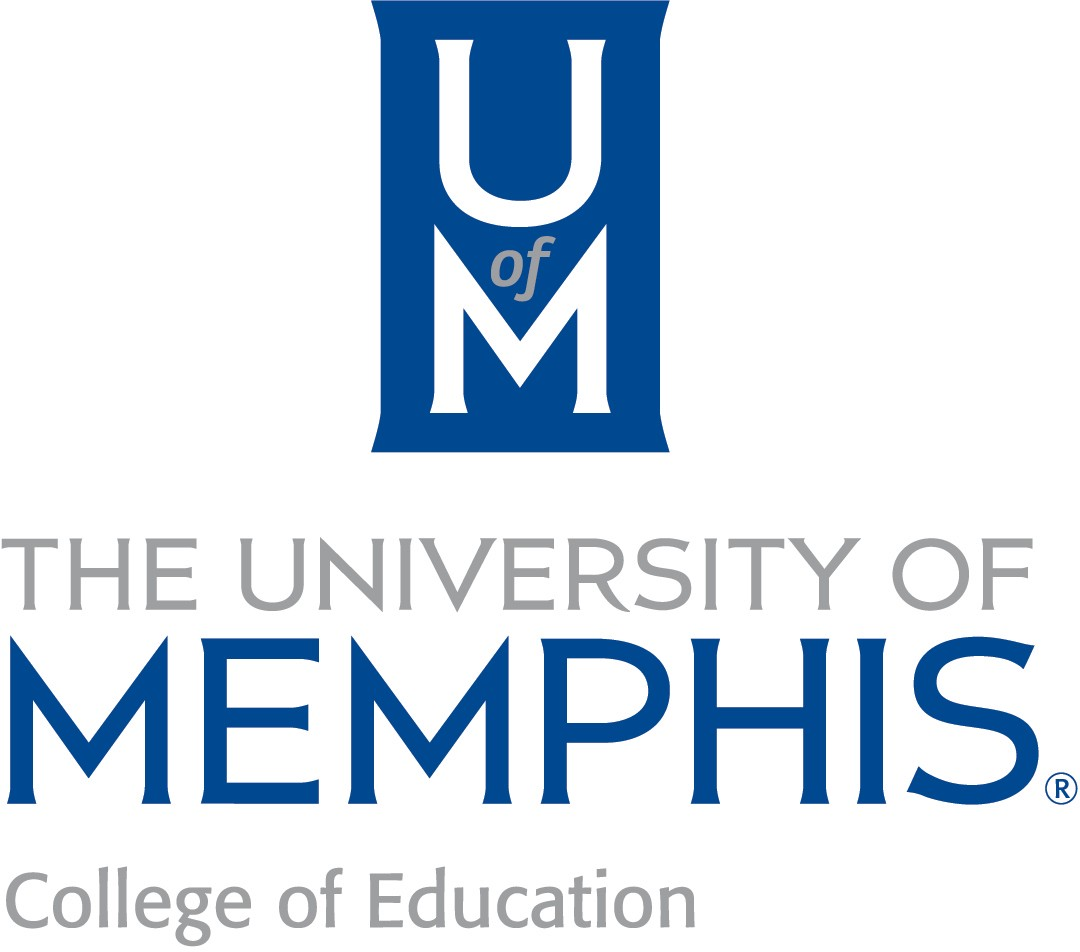 U
of
M
THE UNIVERSITY OF
MEMPHIS®
College of Education